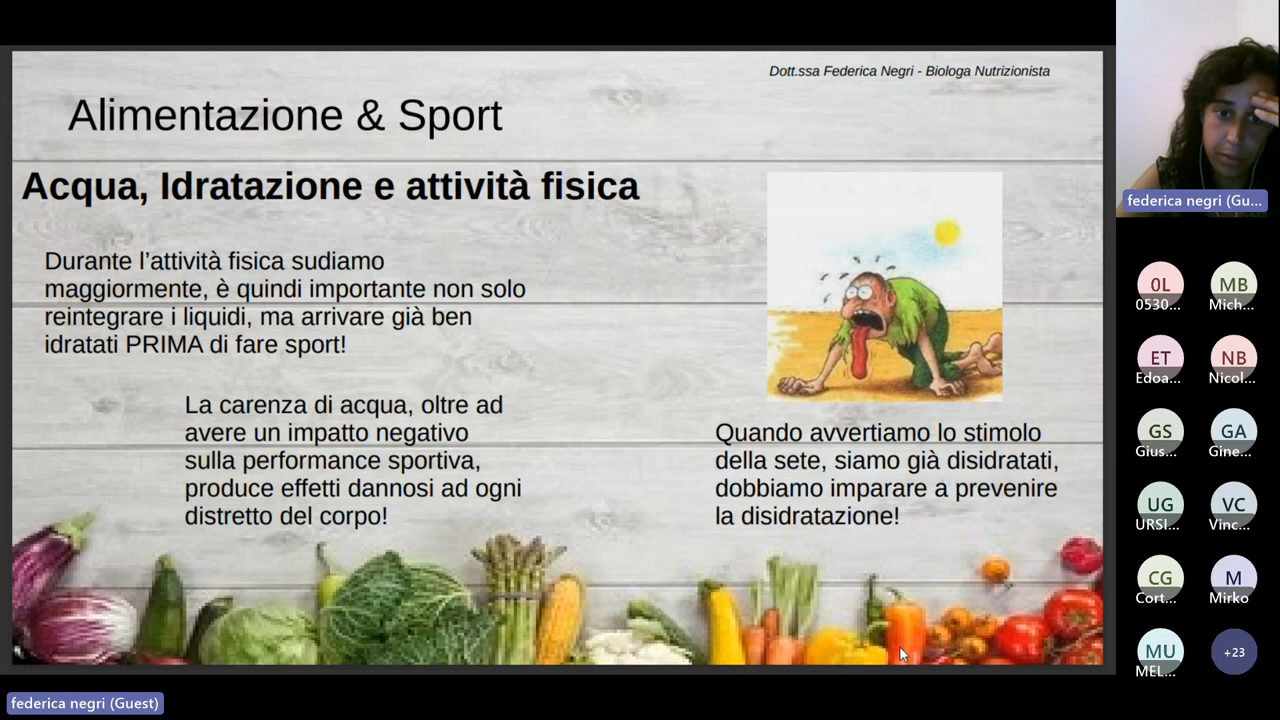 Dott.ssa Federica Negri - Biologa Nutrizionista
Alimentazione & Sport
Acqua, Idratazione e attività fisica
Durante l’attività fisica sudiamo
maggiormente, è quindi importante non solo
reintegrare i liquidi, ma arrivare già ben
idratati PRIMA di fare sport!
La carenza di acqua, oltre ad
avere un impatto negativo
sulla performance sportiva,
produce effetti dannosi ad ogni
distretto del corpo!
Quando avvertiamo lo stimolo
della sete, siamo già disidratati,
dobbiamo imparare a prevenire
la disidratazione!
federica negri (Guest)
federica negri (Gu...
0L MB
0530... Mich...
ET NB
Edoa... Nicol...
GS GA
Gius... Gine...
UG VC
URSI... Vinc...
CG M
Cort... Mirko
MU +23
MEL...